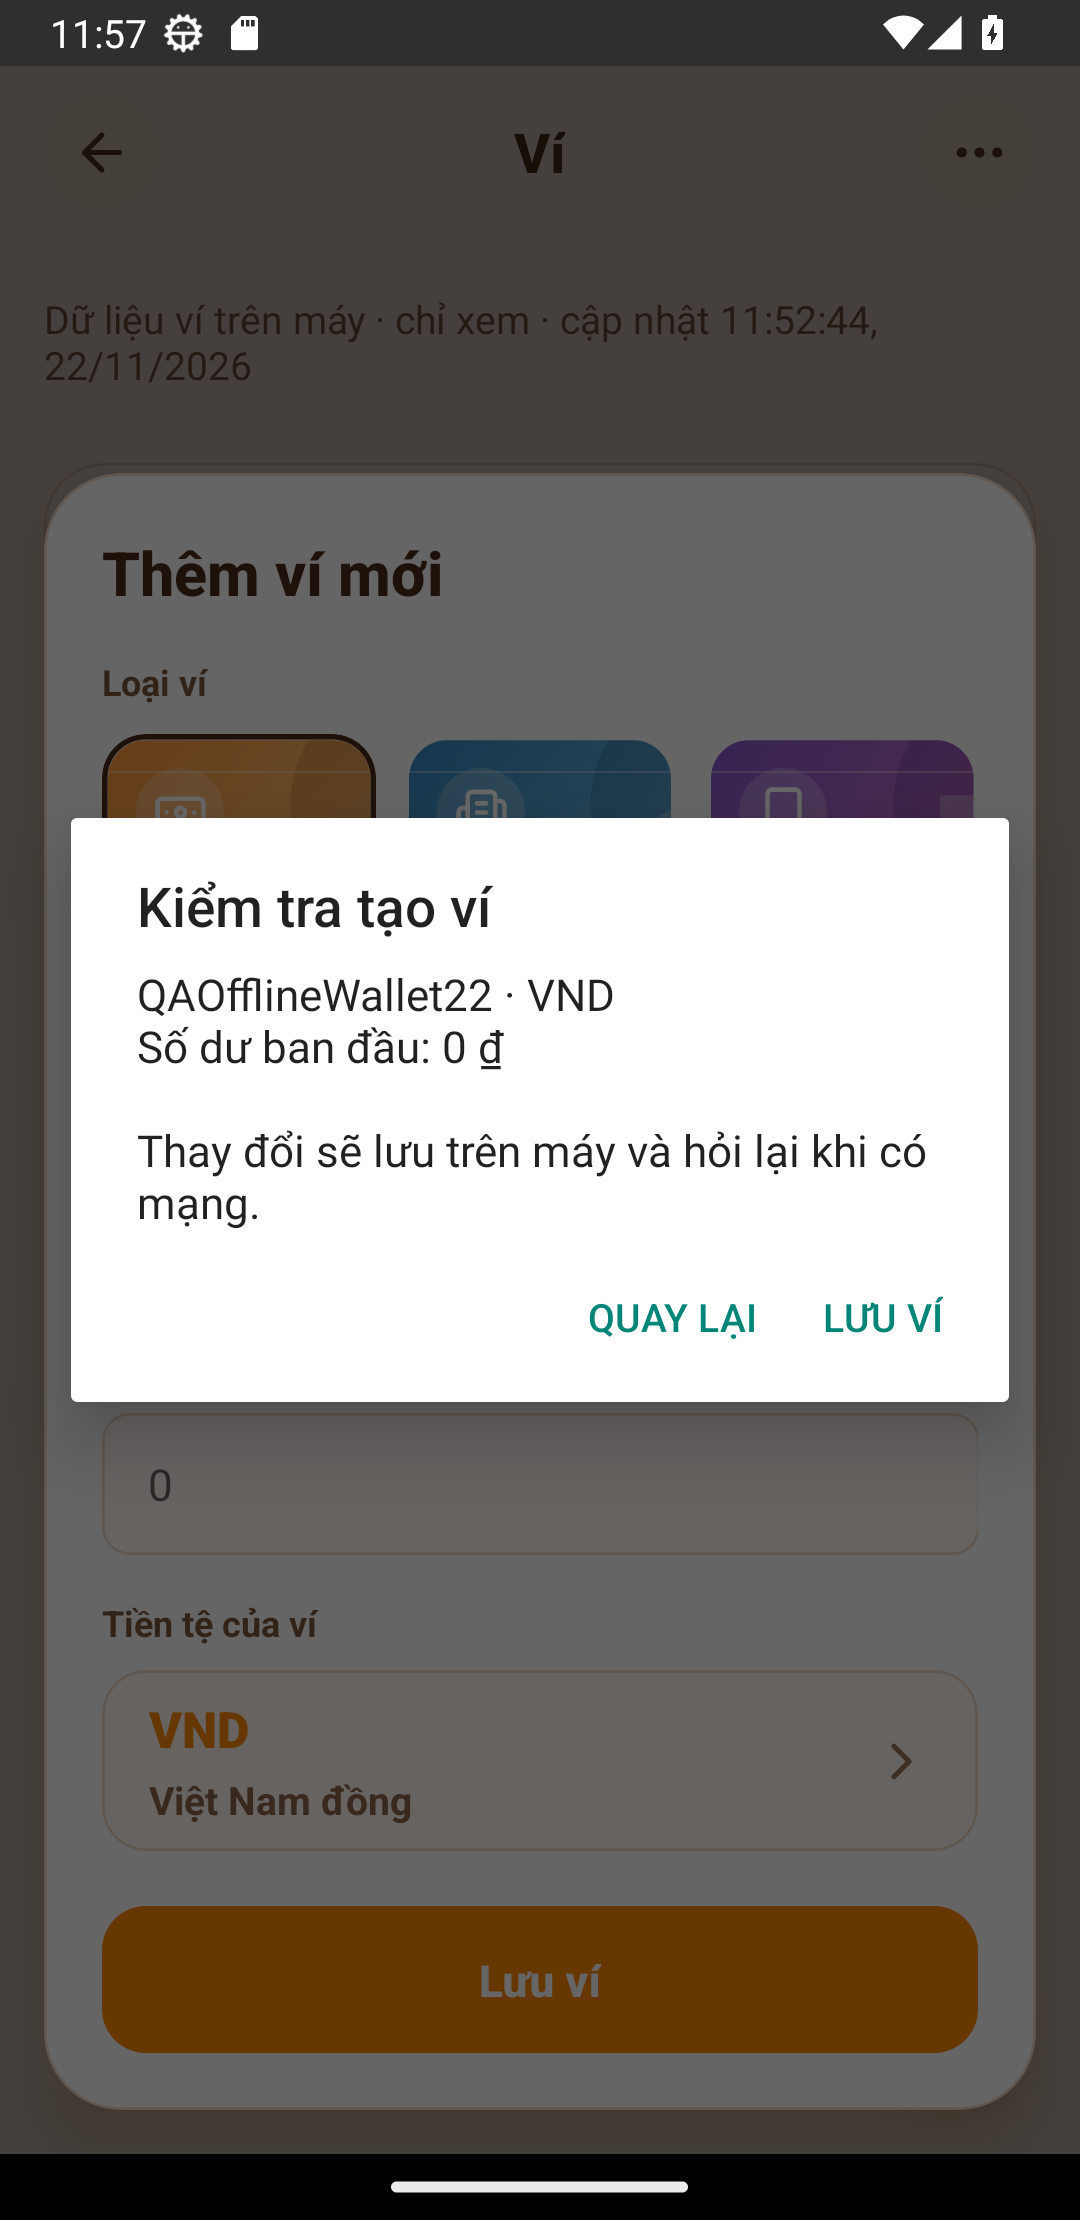 11:57
Ví
Dữ liệu ví trên máy · chỉ xem · cập nhật 11:52:44,
22/11/2026
Thêm ví mới
Loại ví
Kiểm tra tạo ví
QAOfflineWallet22 · VND
Số dư ban đầu: 0 ₫
Thay đổi sẽ lưu trên máy và hỏi lại khi có
mạng.
QUAY LẠI LƯU VÍ
0
Tiền tệ của ví
VND
Việt Nam đồng
Lưu ví